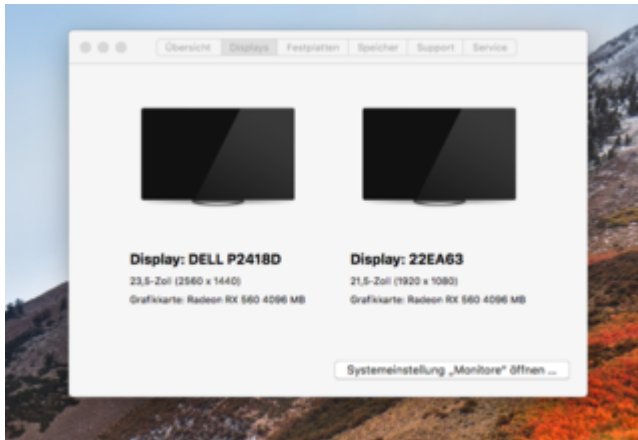 Übersicht Displays Festplatten Speicher Support Service
Display: DELL P2418D
23,5-Zoll (2560 x 1440)
Grafikkarte: Radeon RX 560 4096 MB
Display: 22EA63
21,5-Zoll (1920 x 1080)
Grafikkarte: Radeon RX 560 4096 MB
Systemeinstellung „Monitore“ öffnen ...